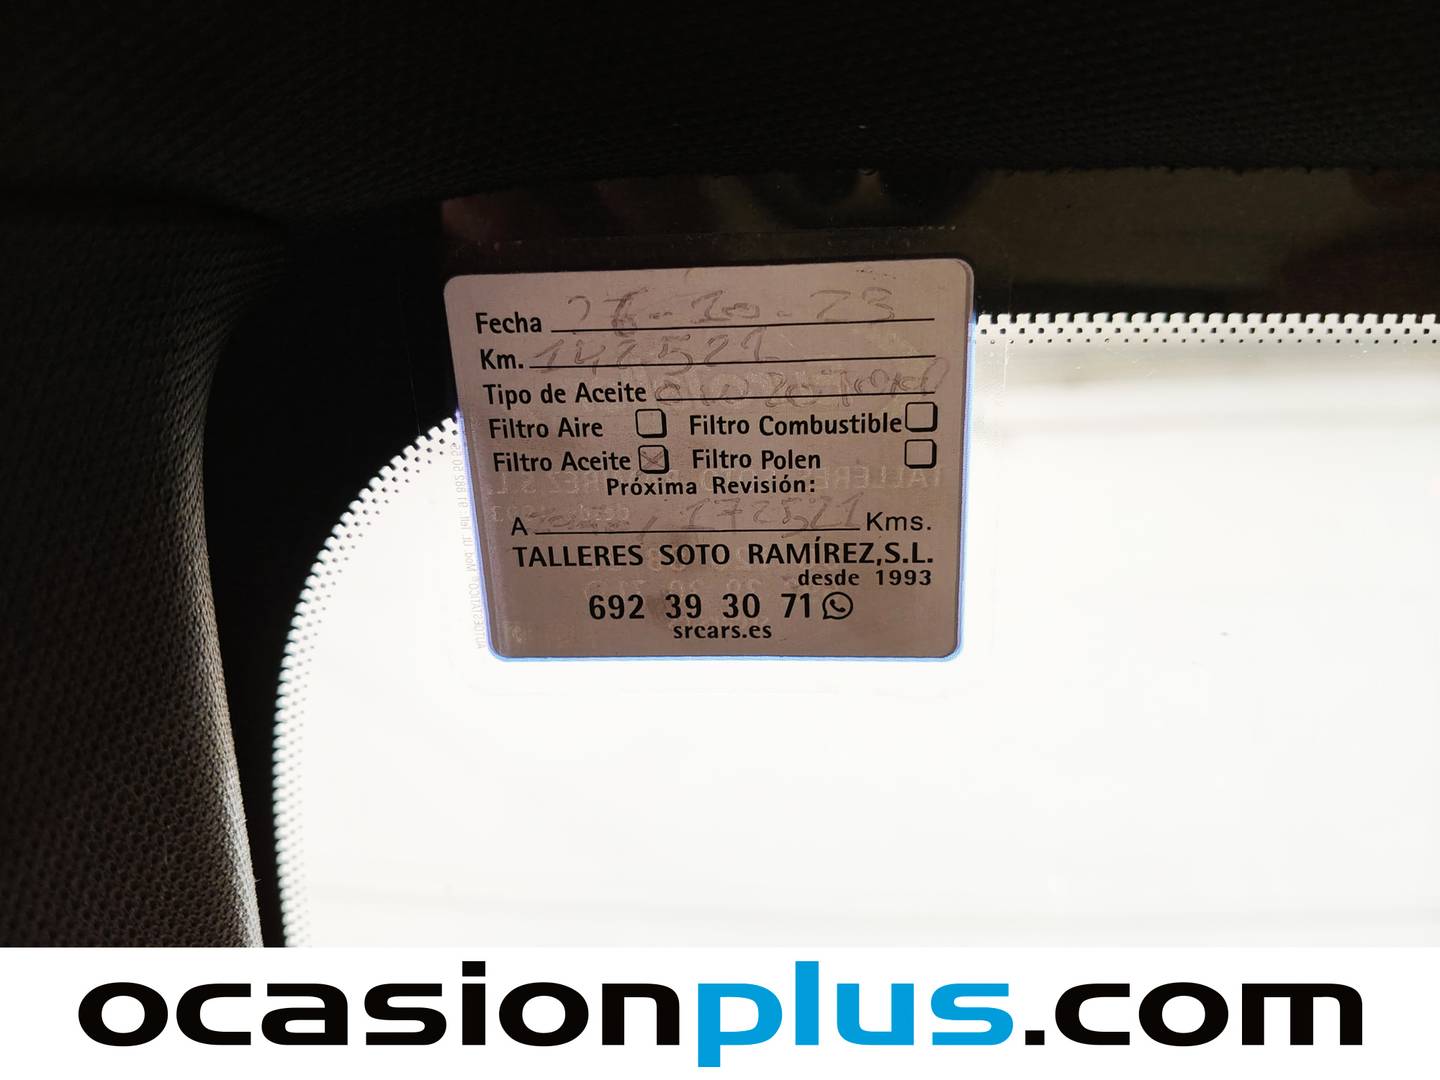 Fecha 26-10-23
Km. 142521
Tipo de Aceite 0W20
Filtro Aire Filtro Combustible
Filtro Aceite Filtro Polen
Próxima Revisión:
A 172521 Kms.
TALLERES SOTO RAMÍREZ,S.L.
desde 1993
692 39 30 71
srcars.es
ocasionplus.com